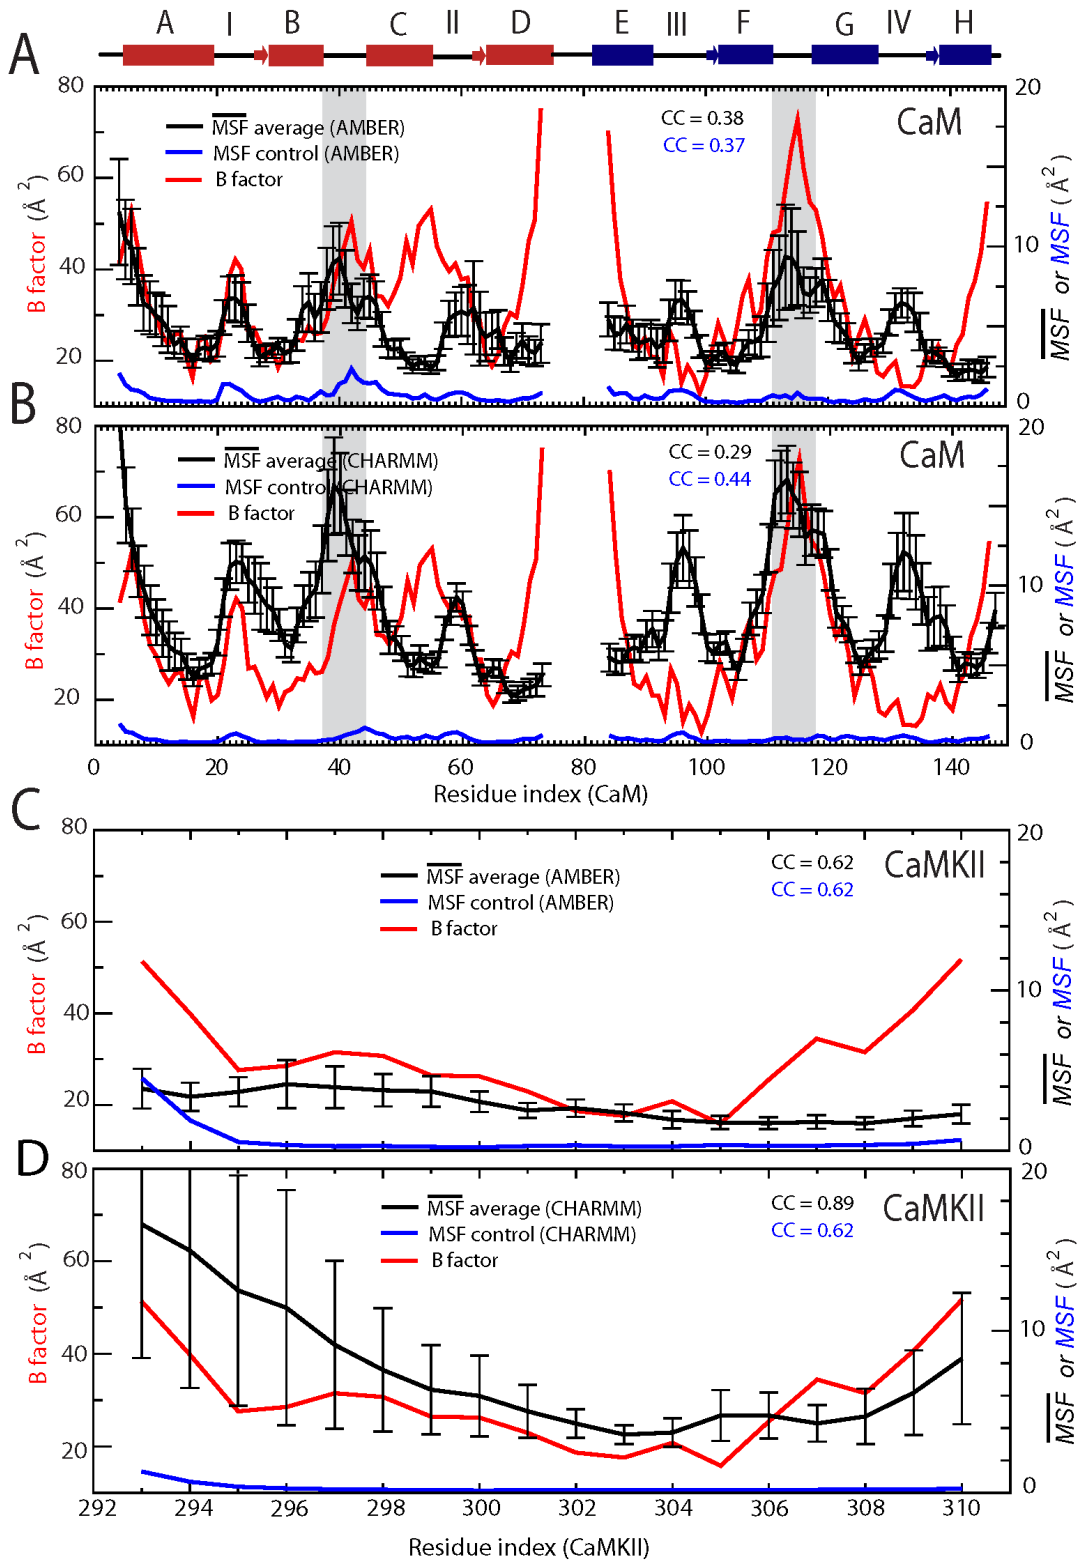 A I B C II D E III F G IV H
A
80 20
MSF average (AMBER)
MSF control (AMBER)
B factor
CC = 0.38
CC = 0.37
CaM
60
40
20
10
0
B factor (Å ²)
MSF or MSF ( Å²)
B
80 20
MSF average (CHARMM)
MSF control (CHARMM)
B factor
CC = 0.29
CC = 0.44
CaM
60
40
20
10
0
B factor (Å ²)
MSF or MSF ( Å²)
0 20 40 60 80 100 120 140
Residue index (CaM)
C
80 20
MSF average (AMBER)
MSF control (AMBER)
B factor
CC = 0.62
CC = 0.62
CaMKII
60
40
20
10
0
B factor (Å ²)
MSF or MSF ( Å²)
D
80 20
MSF average (CHARMM)
MSF control (CHARMM)
B factor
CC = 0.89
CC = 0.62
CaMKII
60
40
20
10
0
B factor (Å ²)
MSF or MSF ( Å²)
292 294 296 298 300 302 304 306 308 310
Residue index (CaMKII)